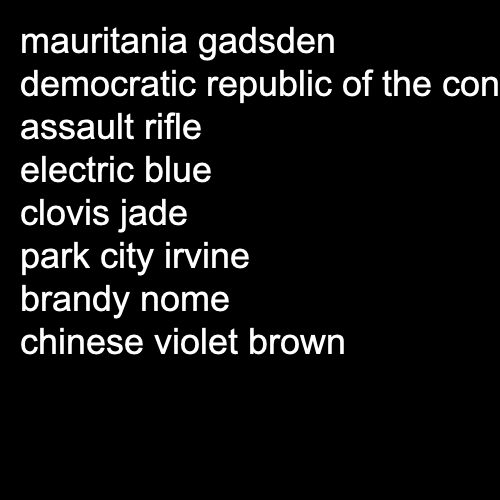 mauritania gadsden
democratic republic of the con
assault rifle
electric blue
clovis jade
park city irvine
brandy nome
chinese violet brown